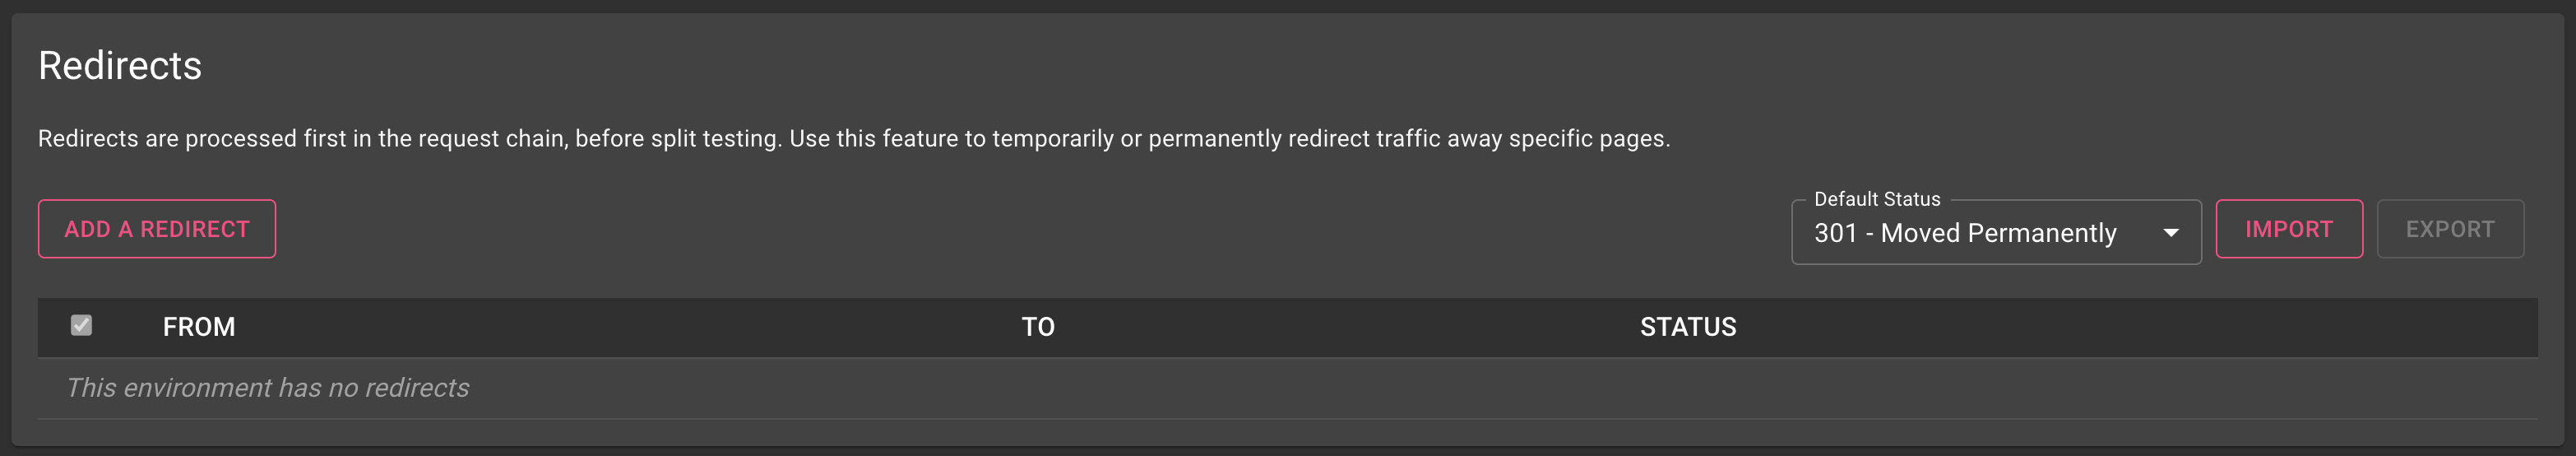 Redirects
Redirects are processed first in the request chain, before split testing. Use this feature to temporarily or permanently redirect traffic away specific pages.
Default Status
ADD A REDIRECT 301 - Moved Permanently IMPORT EXPORT
FROM TO STATUS
This environment has no redirects